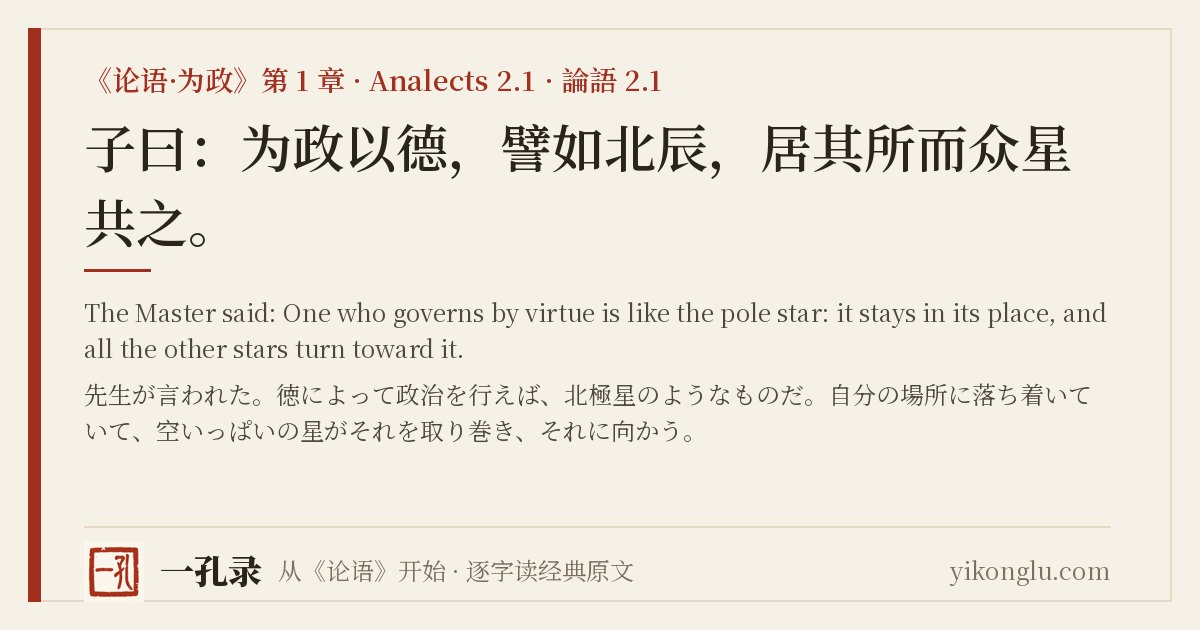 《论语·为政》第 1 章 · Analects 2.1 · 論語 2.1
子曰：为政以德，譬如北辰，居其所而众星
共之。
The Master said: One who governs by virtue is like the pole star: it stays in its place, and
all the other stars turn toward it.
先生が言われた。徳によって政治を行えば、北極星のようなものだ。自分の場所に落ち着いて
いて、空いっぱいの星がそれを取り巻き、それに向かう。
一孔
一孔录 从《论语》开始 · 逐字读经典原文 yikonglu.com